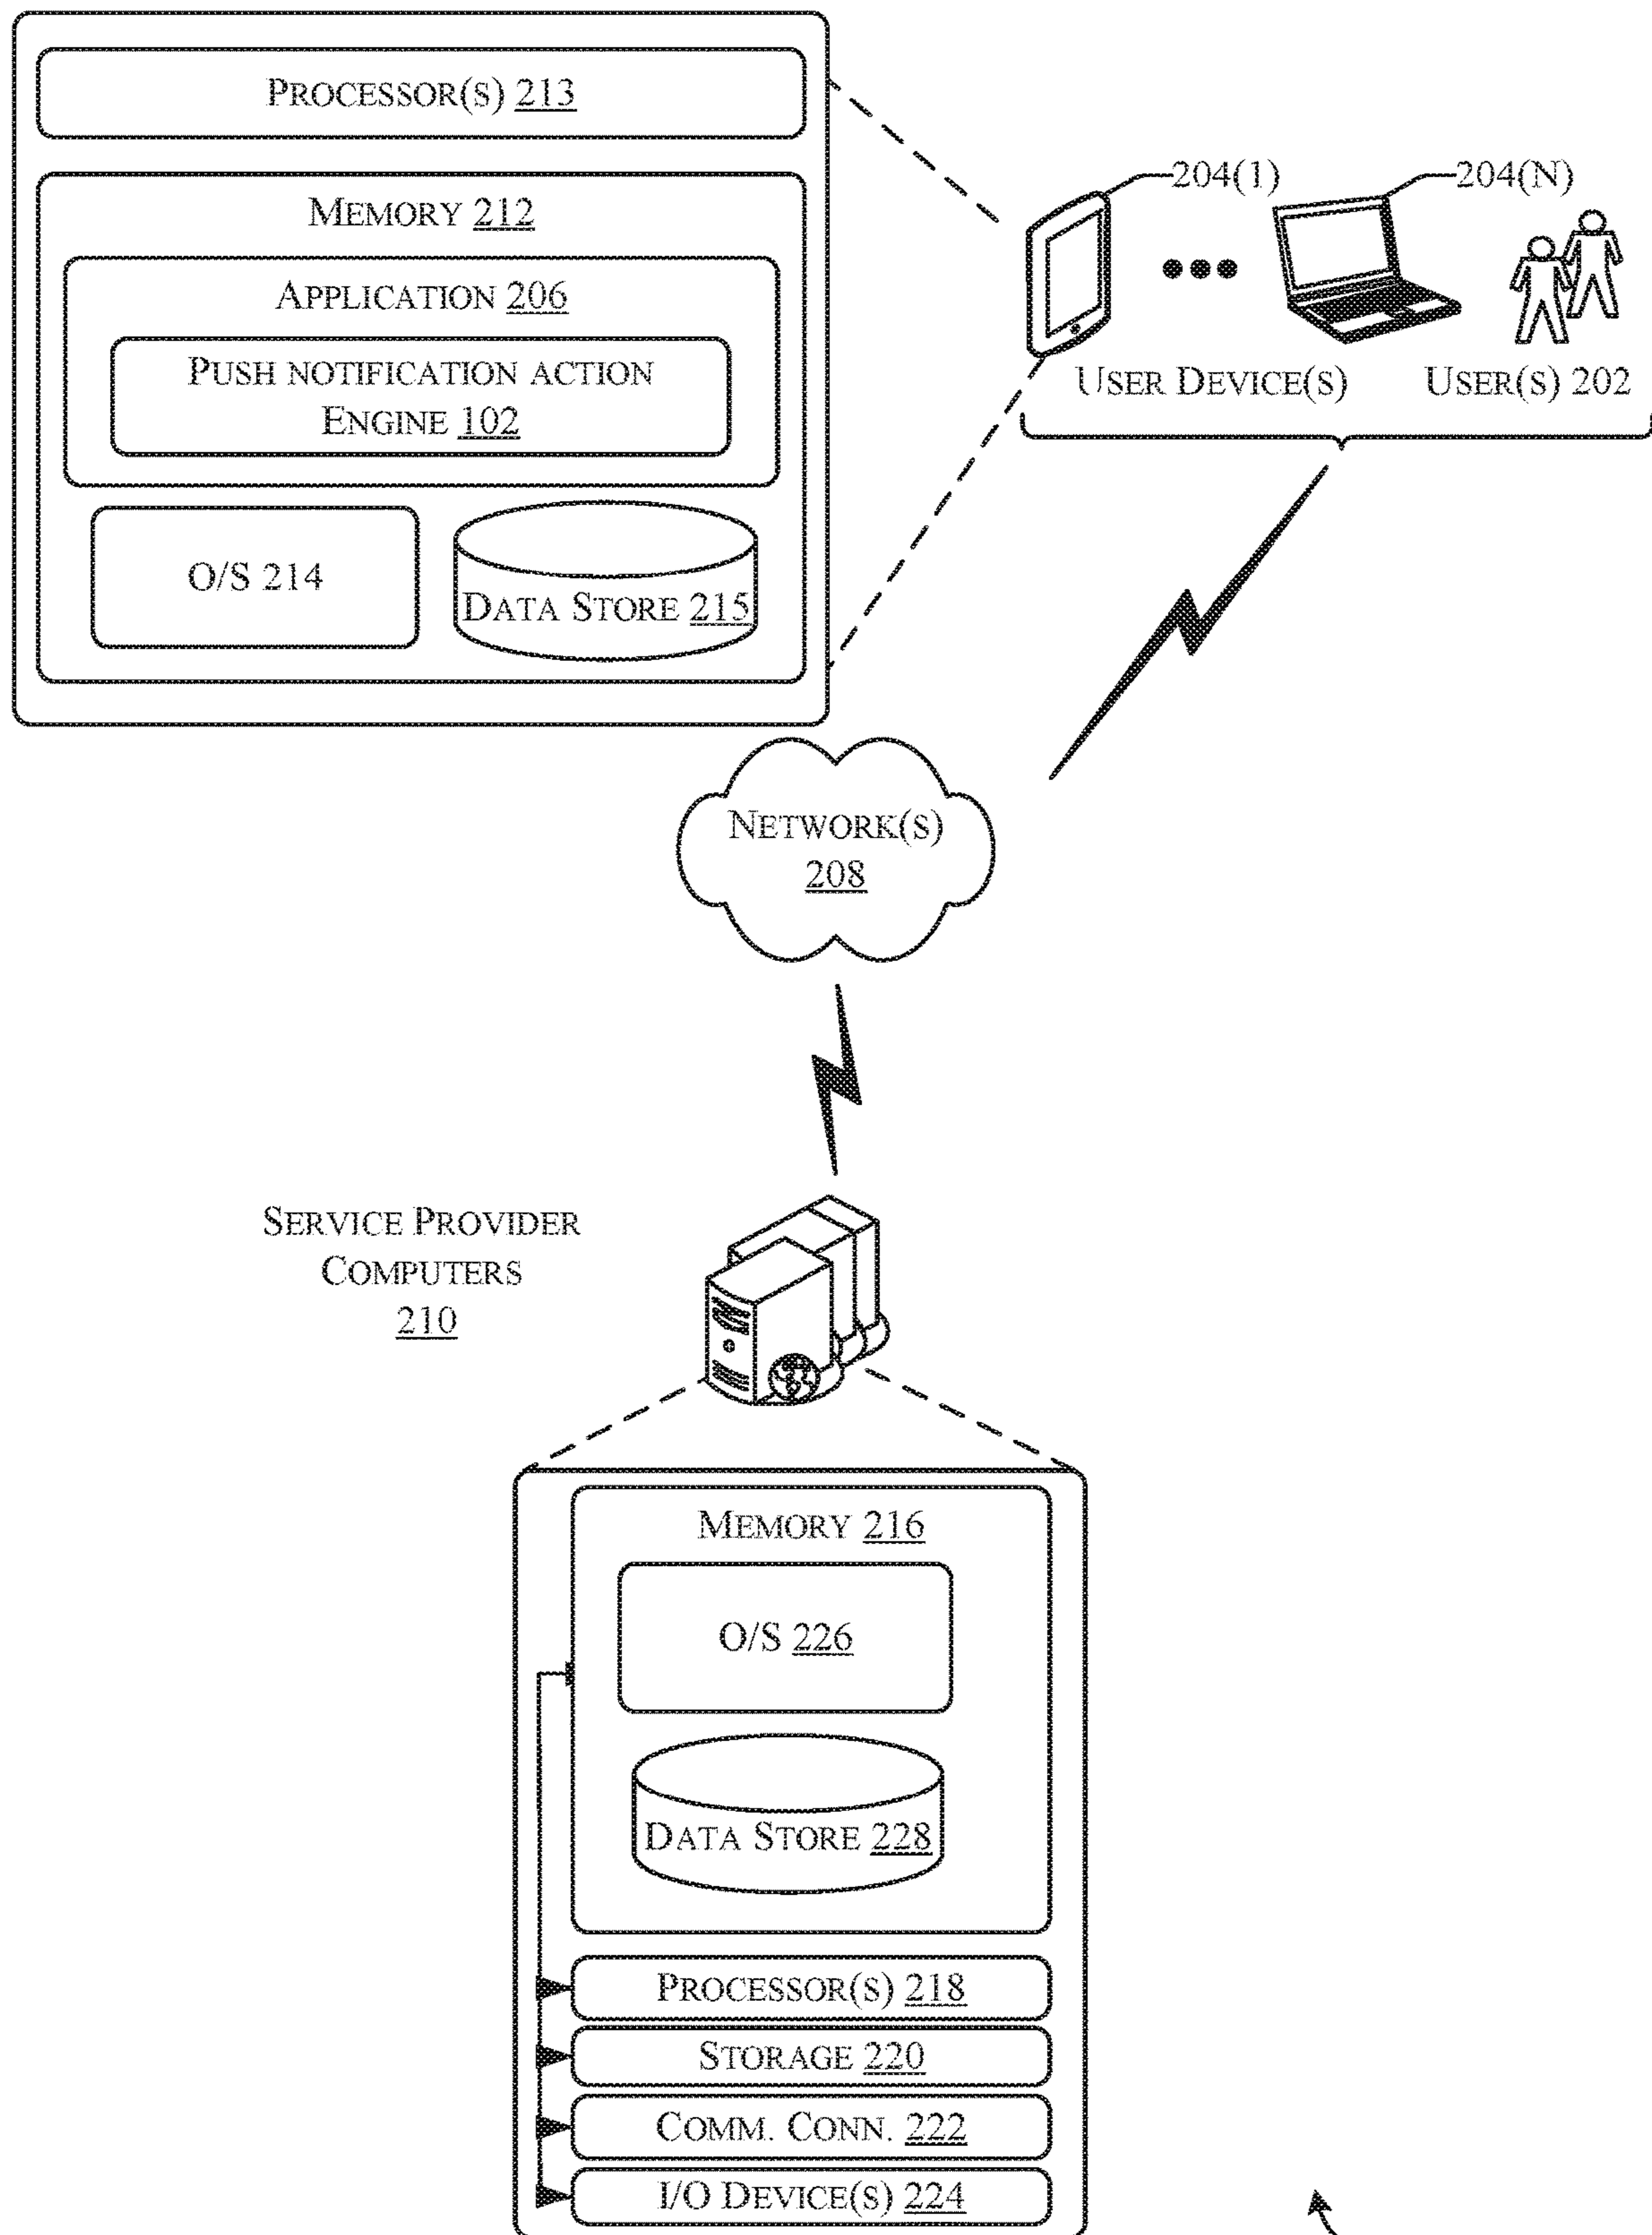 PROCESSOR(S) 213
MEMORY 212
APPLICATION 206
PUSH NOTIFICATION ACTION
ENGINE 102
O/S 214
DATA STORE 215
204(1)
204(N)
USER DEVICE(S)
USER(S) 202
NETWORK(S)
208
SERVICE PROVIDER
COMPUTERS
210
MEMORY 216
O/S 226
DATA STORE 228
PROCESSOR(S) 218
STORAGE 220
COMM. CONN. 222
I/O DEVICE(S) 224